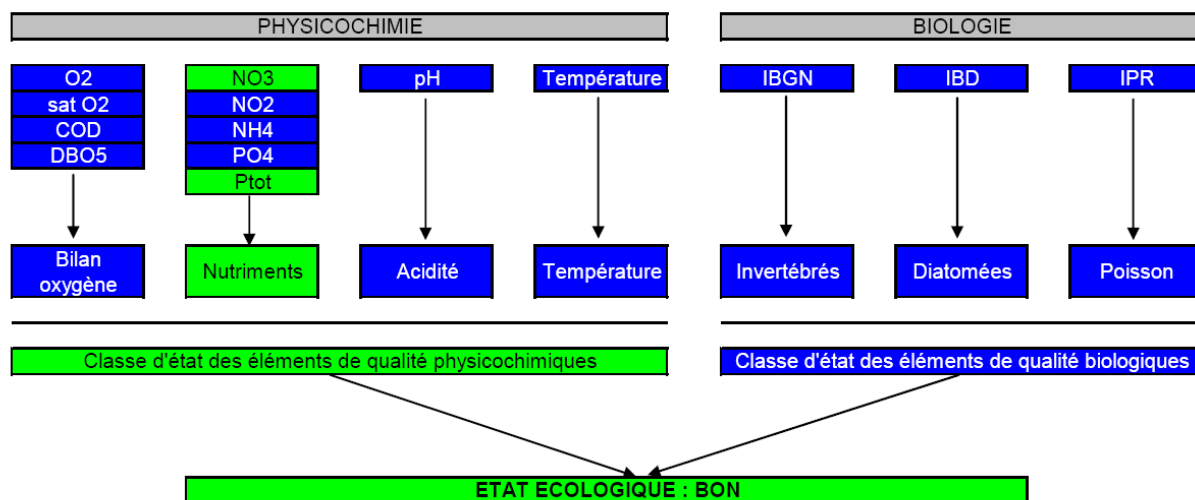 PHYSICOCHIMIE
BIOLOGIE
O2
NO3
pH
Température
IBGN
IBD
IPR
sat O2
NO2
COD
NH4
DBO5
PO4
Ptot
Bilan
oxygène
Nutriments
Acidité
Température
Invertébrés
Diatomées
Poisson
Classe d'état des éléments de qualité physicochimiques
Classe d'état des éléments de qualité biologiques
ETAT ECOLOGIQUE : BON